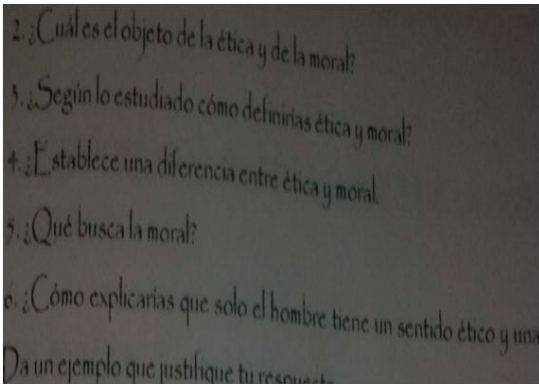 2. ¿Cuál es el objeto de la ética y de la moral?
3. ¿Según lo estudiado cómo definirías ética y moral?
4. ¿Establece una diferencia entre ética y moral.
5. ¿Qué busca la moral?
6. ¿Cómo explicarías que solo el hombre tiene un sentido ético y una
Da un ejemplo que justifique tu respuesta